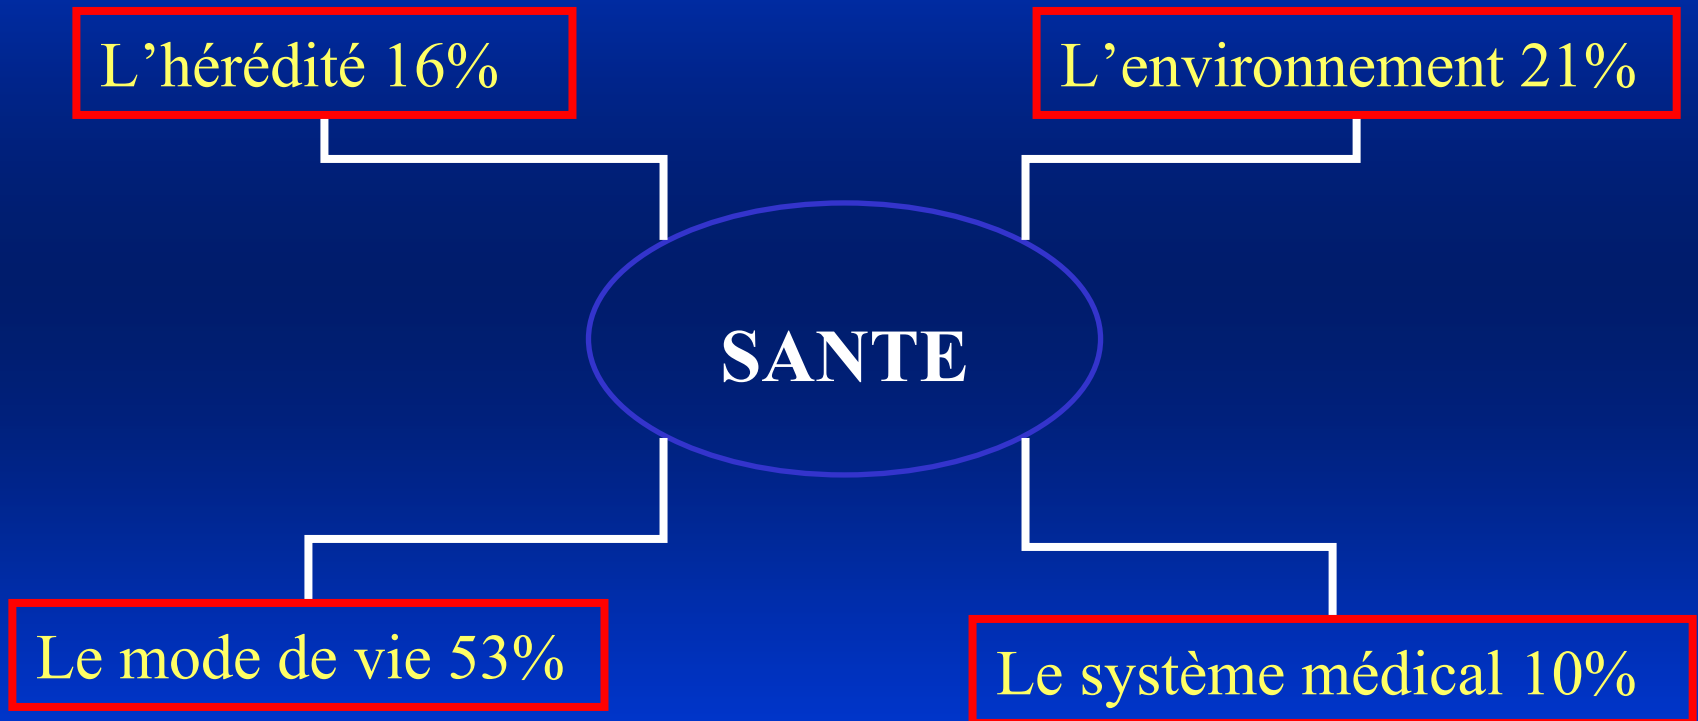 L’hérédité 16%
L’environnement 21%
SANTE
Le mode de vie 53%
Le système médical 10%